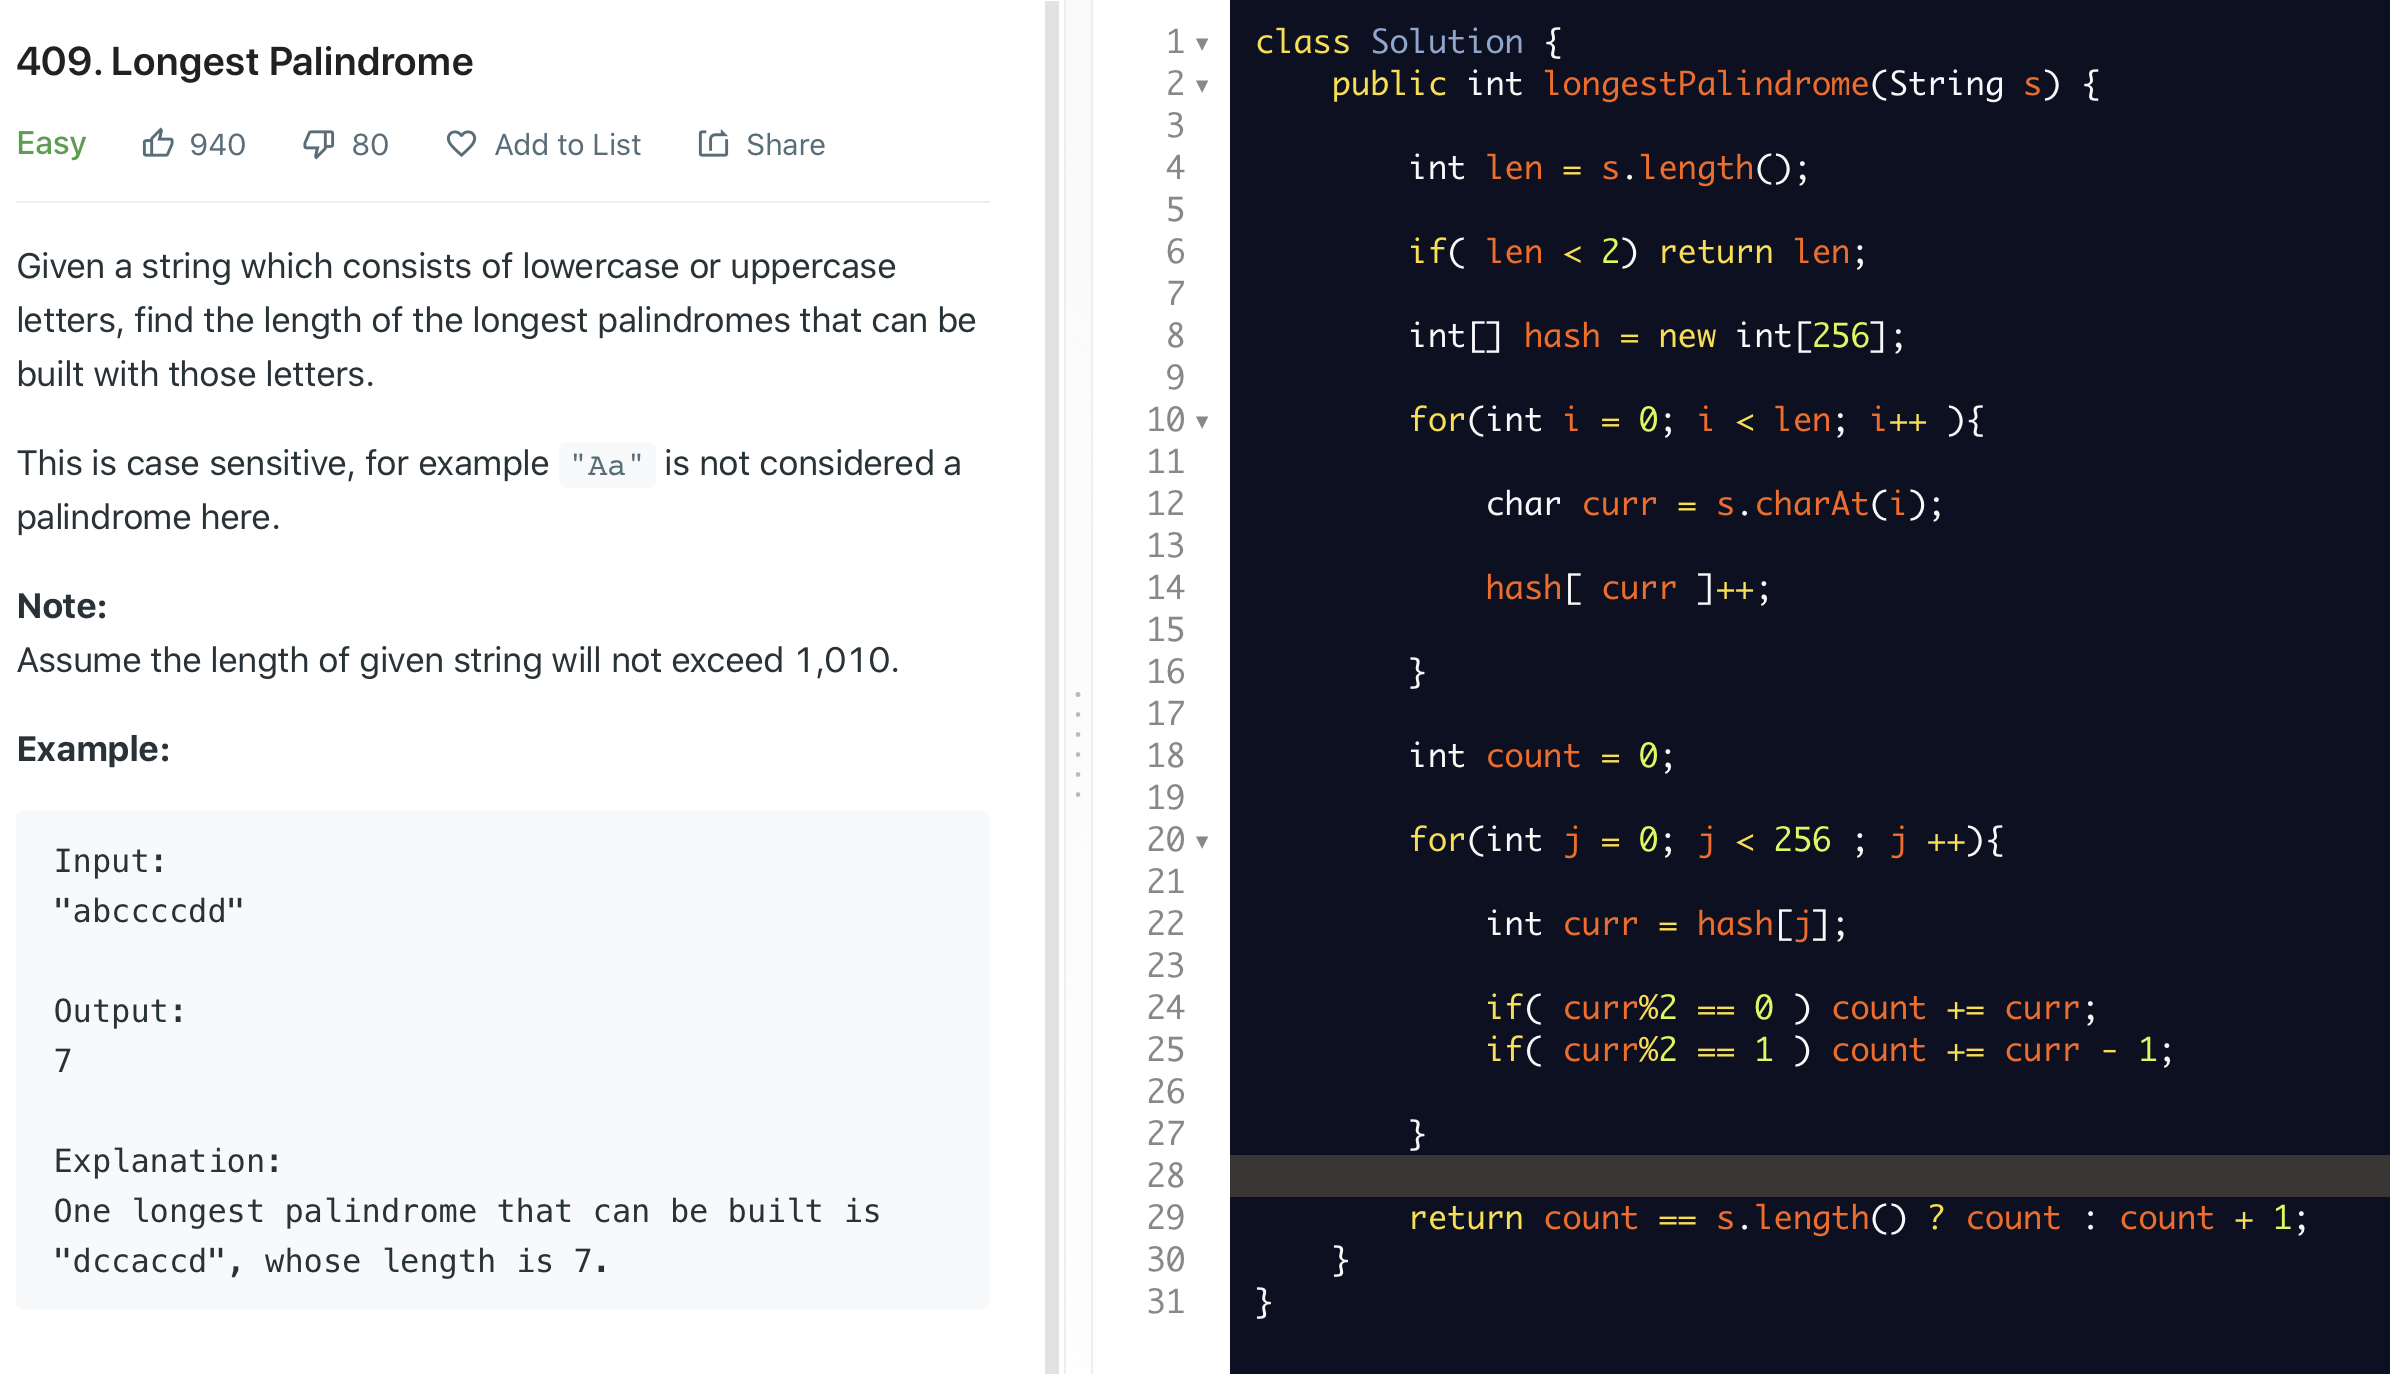 409. Longest Palindrome
Easy 940 80 Add to List Share
Given a string which consists of lowercase or uppercase
letters, find the length of the longest palindromes that can be
built with those letters.
This is case sensitive, for example "Aa" is not considered a
palindrome here.
Note:
Assume the length of given string will not exceed 1,010.
Example:
Input:
"abccccdd"
Output:
7
Explanation:
One longest palindrome that can be built is
"dccaccd", whose length is 7.
1 class Solution {
2 public int longestPalindrome(String s) {
3
4 int len = s.length();
5
6 if( len < 2) return len;
7
8 int[] hash = new int[256];
9
10 for(int i = 0; i < len; i++ ){
11
12 char curr = s.charAt(i);
13
14 hash[ curr ]++;
15
16 }
17
18 int count = 0;
19
20 for(int j = 0; j < 256 ; j ++){
21
22 int curr = hash[j];
23
24 if( curr%2 == 0 ) count += curr;
25 if( curr%2 == 1 ) count += curr - 1;
26
27 }
28
29 return count == s.length() ? count : count + 1;
30 }
31 }